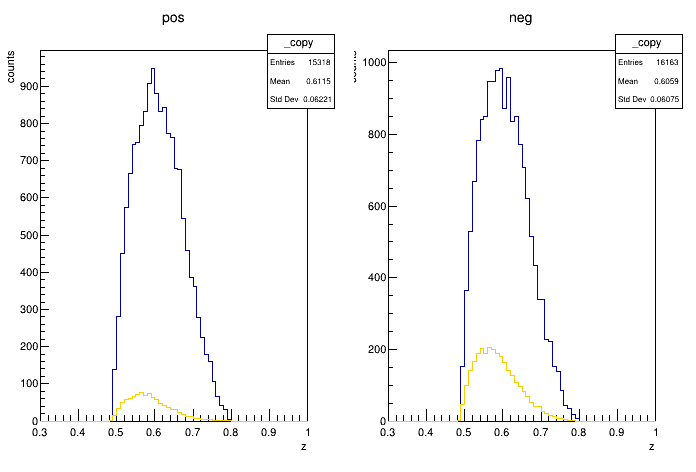 pos
neg
_copy
Entries 15318
Mean 0.6115
Std Dev 0.06221
_copy
Entries 16163
Mean 0.6059
Std Dev 0.06075
counts
900
800
700
600
500
400
300
200
100
0
0.3 0.4 0.5 0.6 0.7 0.8 0.9 1
z
counts
1000
800
600
400
200
0
0.3 0.4 0.5 0.6 0.7 0.8 0.9 1
z